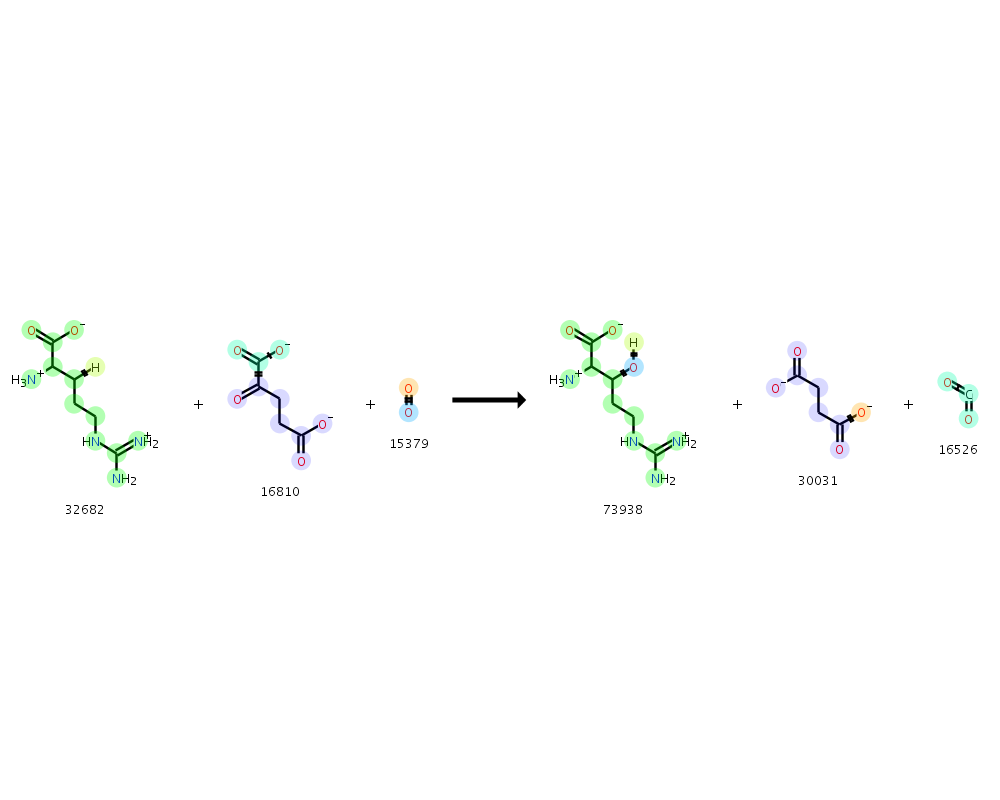 O O⁻ O⁻ O O⁻ H O O⁻
H O O H O O C
H₃N⁺ O O H₃N⁺ O⁻ O⁻ O
+ O + O⁻ 15379 + O +
HN NH₂⁺ O HN NH₂⁺ 16526
NH₂ 16810 NH₂ 30031
32682 73938